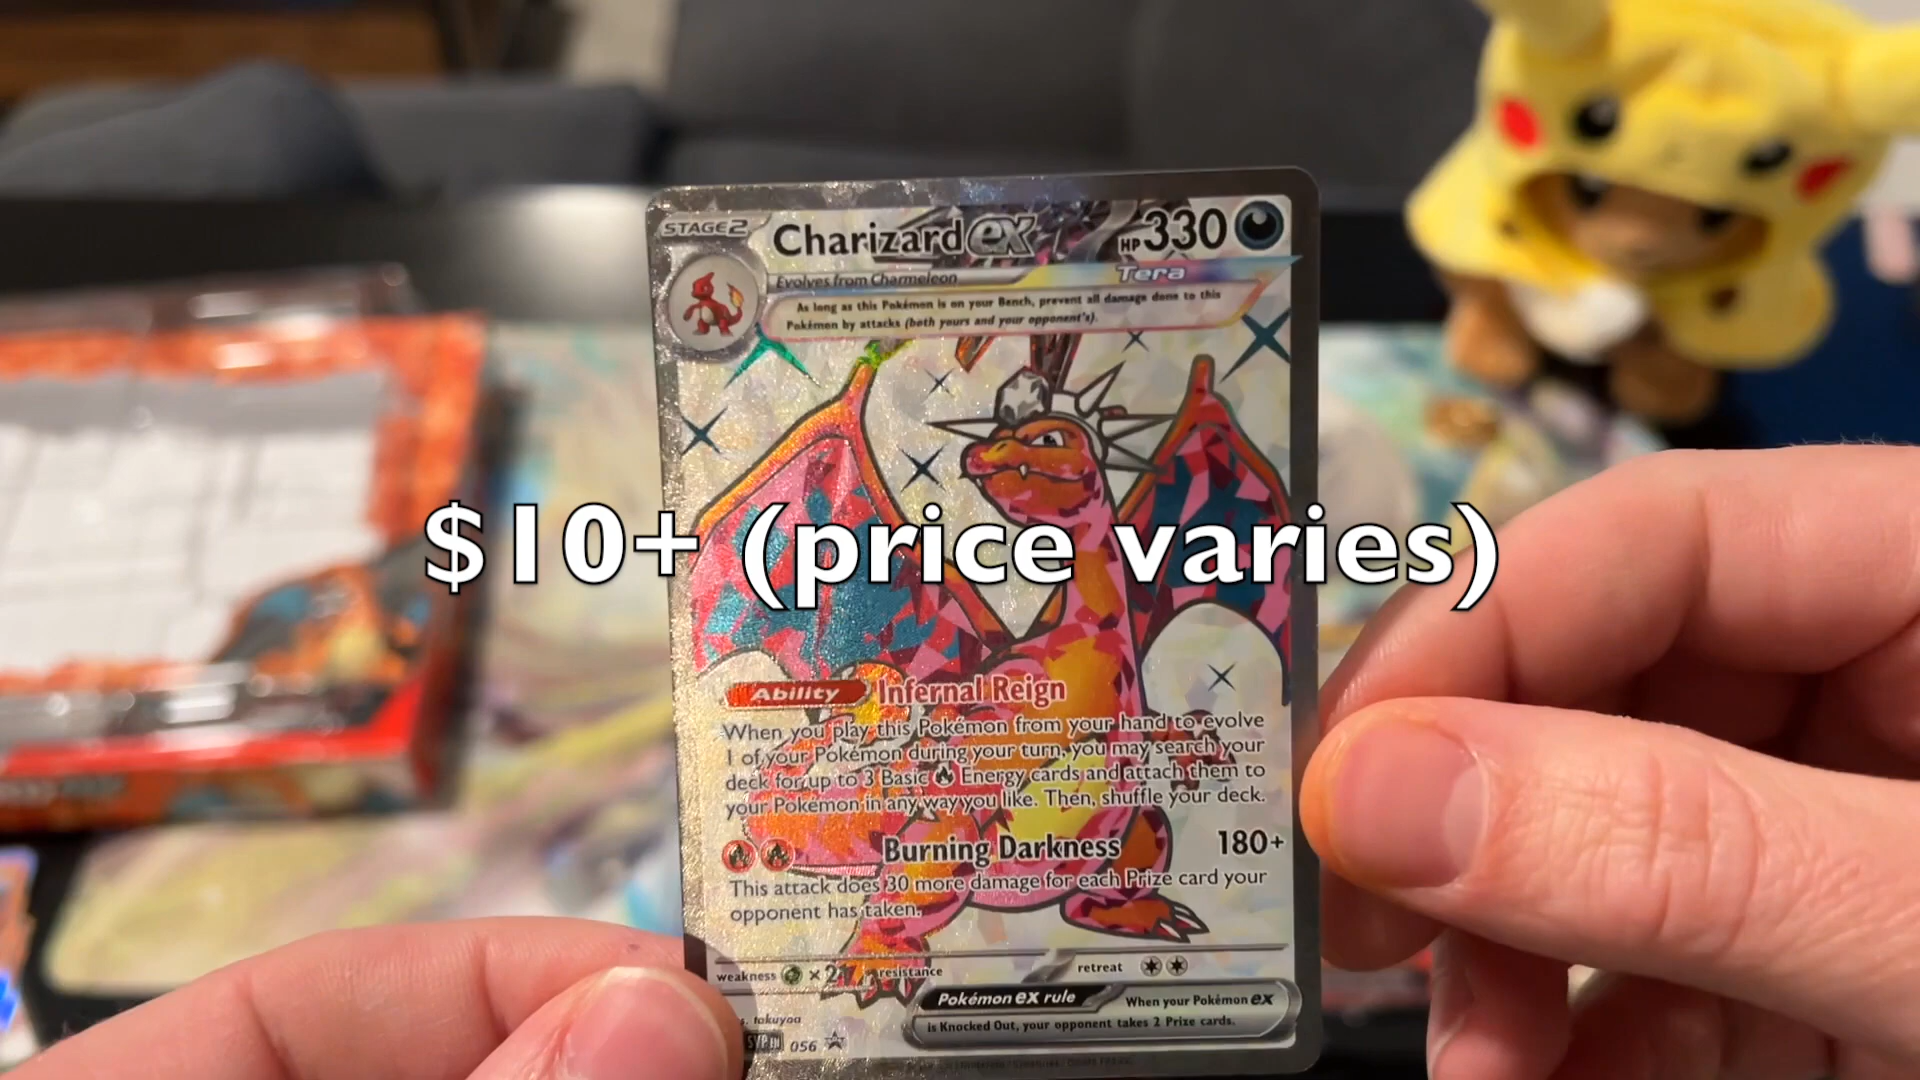 STAGE2
Charizard ex
HP 330
Evolves from Charmeleon
Tera
As long as this Pokémon is on your Bench, prevent all damage done to this
Pokémon by attacks (both yours and your opponent's).
$10+ (price varies)
Ability Infernal Reign
When you play this Pokémon from your hand to evolve
1 of your Pokémon during your turn, you may search your
deck for up to 3 Basic Energy cards and attach them to
your Pokémon in any way you like. Then, shuffle your deck.
Burning Darkness 180+
This attack does 30 more damage for each Prize card your
opponent has taken.
weakness ×2 resistance retreat
Pokémon ex rule When your Pokémon ex
is Knocked Out, your opponent takes 2 Prize cards.
takuyoa
SVP EN 056